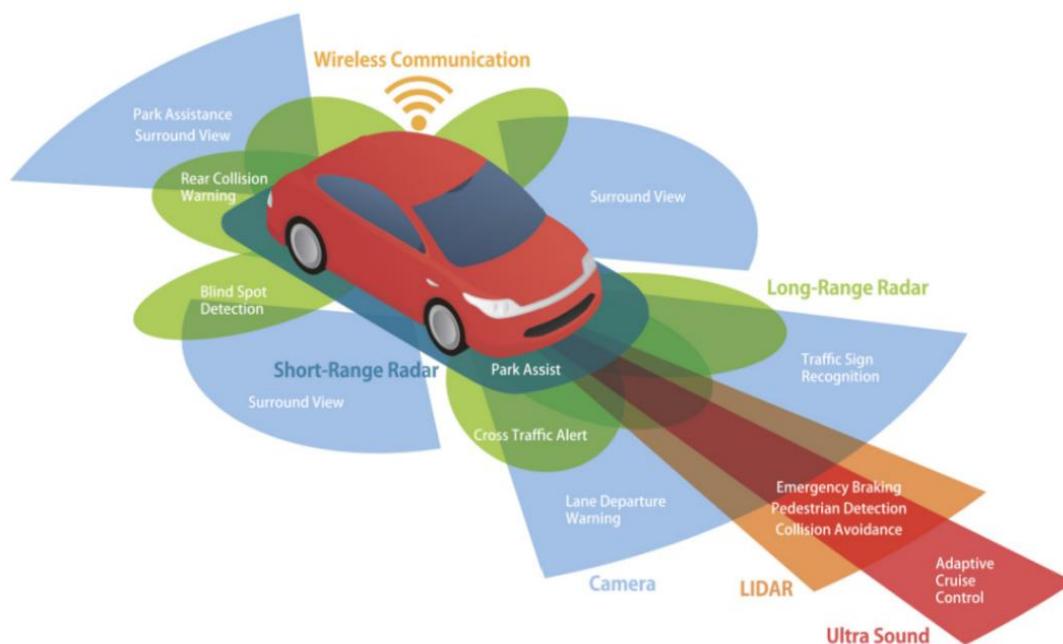 Wireless Communication
Park Assistance
Surround View
Rear Collision
Warning
Surround View
Blind Spot
Detection
Long-Range Radar
Short-Range Radar
Park Assist
Traffic Sign
Recognition
Surround View
Cross Traffic Alert
Lane Departure
Warning
Emergency Braking
Pedestrian Detection
Collision Avoidance
Camera
LIDAR
Adaptive
Cruise
Control
Ultra Sound